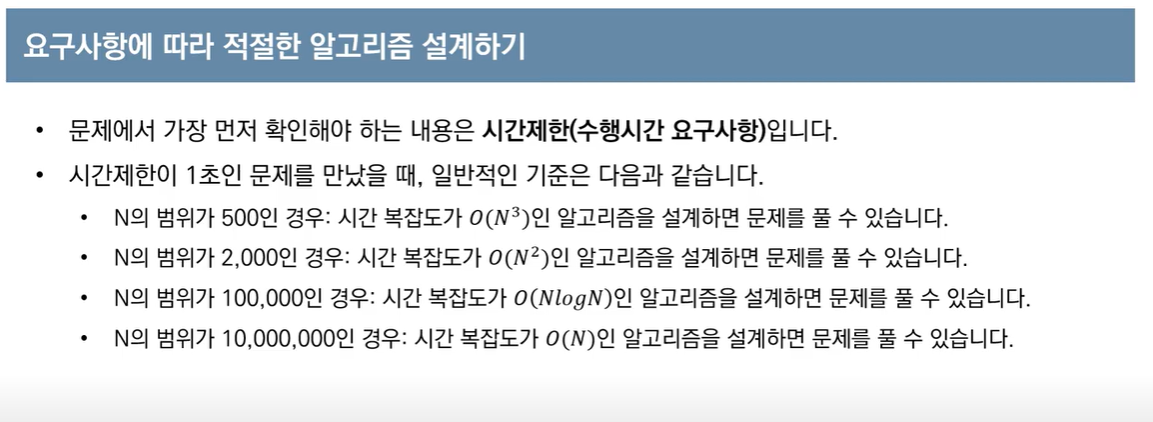 요구사항에 따라 적절한 알고리즘 설계하기
• 문제에서 가장 먼저 확인해야 하는 내용은 시간제한(수행시간 요구사항)입니다.
• 시간제한이 1초인 문제를 만났을 때, 일반적인 기준은 다음과 같습니다.
• N의 범위가 500인 경우: 시간 복잡도가 O(N³)인 알고리즘을 설계하면 문제를 풀 수 있습니다.
• N의 범위가 2,000인 경우: 시간 복잡도가 O(N²)인 알고리즘을 설계하면 문제를 풀 수 있습니다.
• N의 범위가 100,000인 경우: 시간 복잡도가 O(NlogN)인 알고리즘을 설계하면 문제를 풀 수 있습니다.
• N의 범위가 10,000,000인 경우: 시간 복잡도가 O(N)인 알고리즘을 설계하면 문제를 풀 수 있습니다.